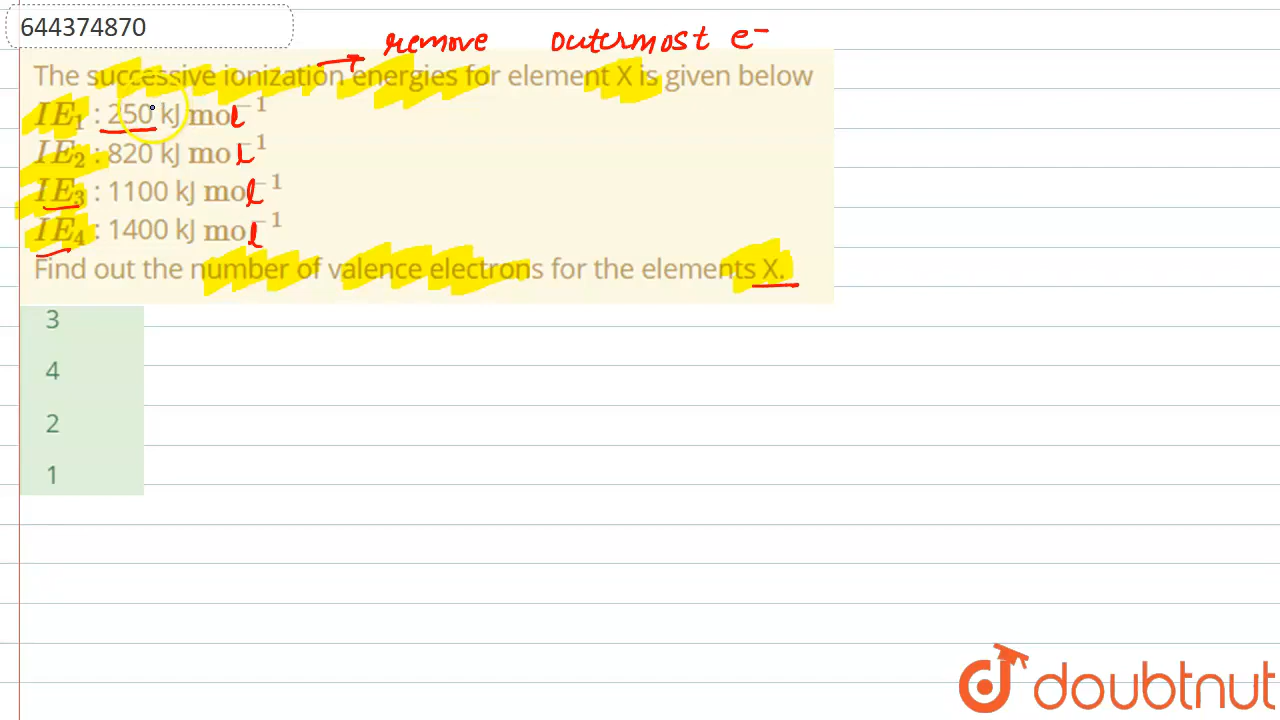 644374870
remove outermost e⁻
The successive ionization energies for element X is given below
IE₁ : 250 kJ mol⁻¹
IE₂ : 820 kJ mol⁻¹
IE₃ : 1100 kJ mol⁻¹
IE₄ : 1400 kJ mol⁻¹
Find out the number of valence electrons for the elements X.
3
4
2
1
doubtnut